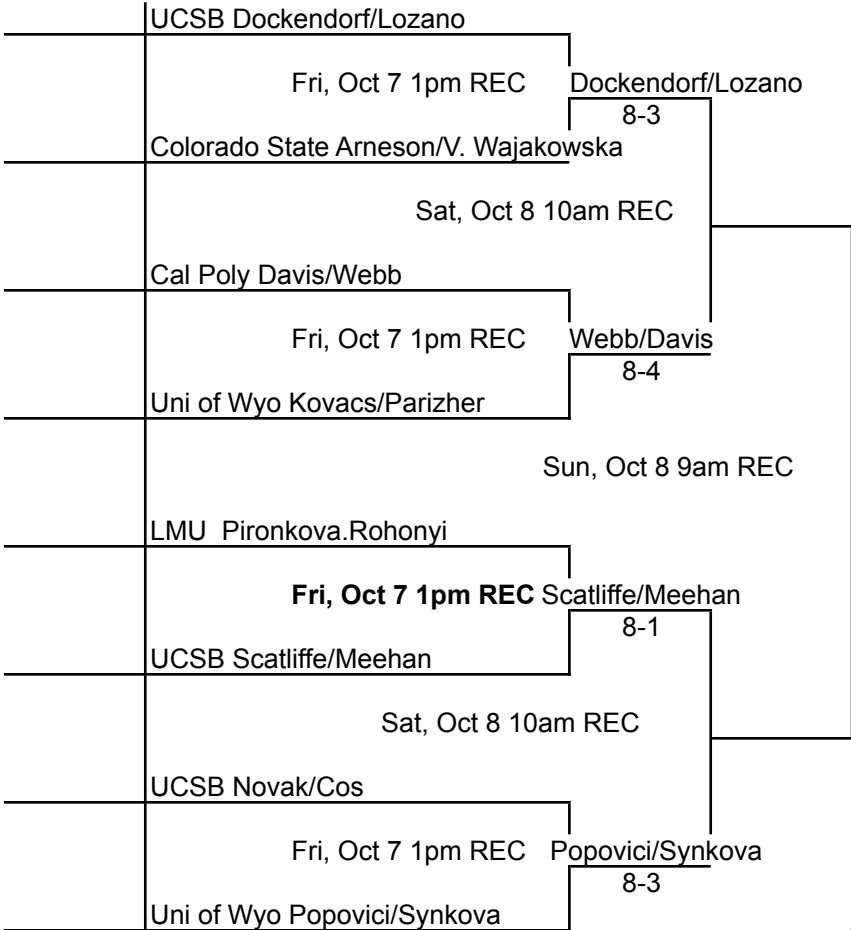 UCSB Dockendorf/Lozano
Fri, Oct 7 1pm REC Dockendorf/Lozano
8-3
Colorado State Arneson/V. Wajakowska
Sat, Oct 8 10am REC
Cal Poly Davis/Webb
Fri, Oct 7 1pm REC Webb/Davis
8-4
Uni of Wyo Kovacs/Parizher
Sun, Oct 8 9am REC
LMU  Pironkova.Rohonyi
Fri, Oct 7 1pm REC Scatliffe/Meehan
8-1
UCSB Scatliffe/Meehan
Sat, Oct 8 10am REC
UCSB Novak/Cos
Fri, Oct 7 1pm REC Popovici/Synkova
8-3
Uni of Wyo Popovici/Synkova